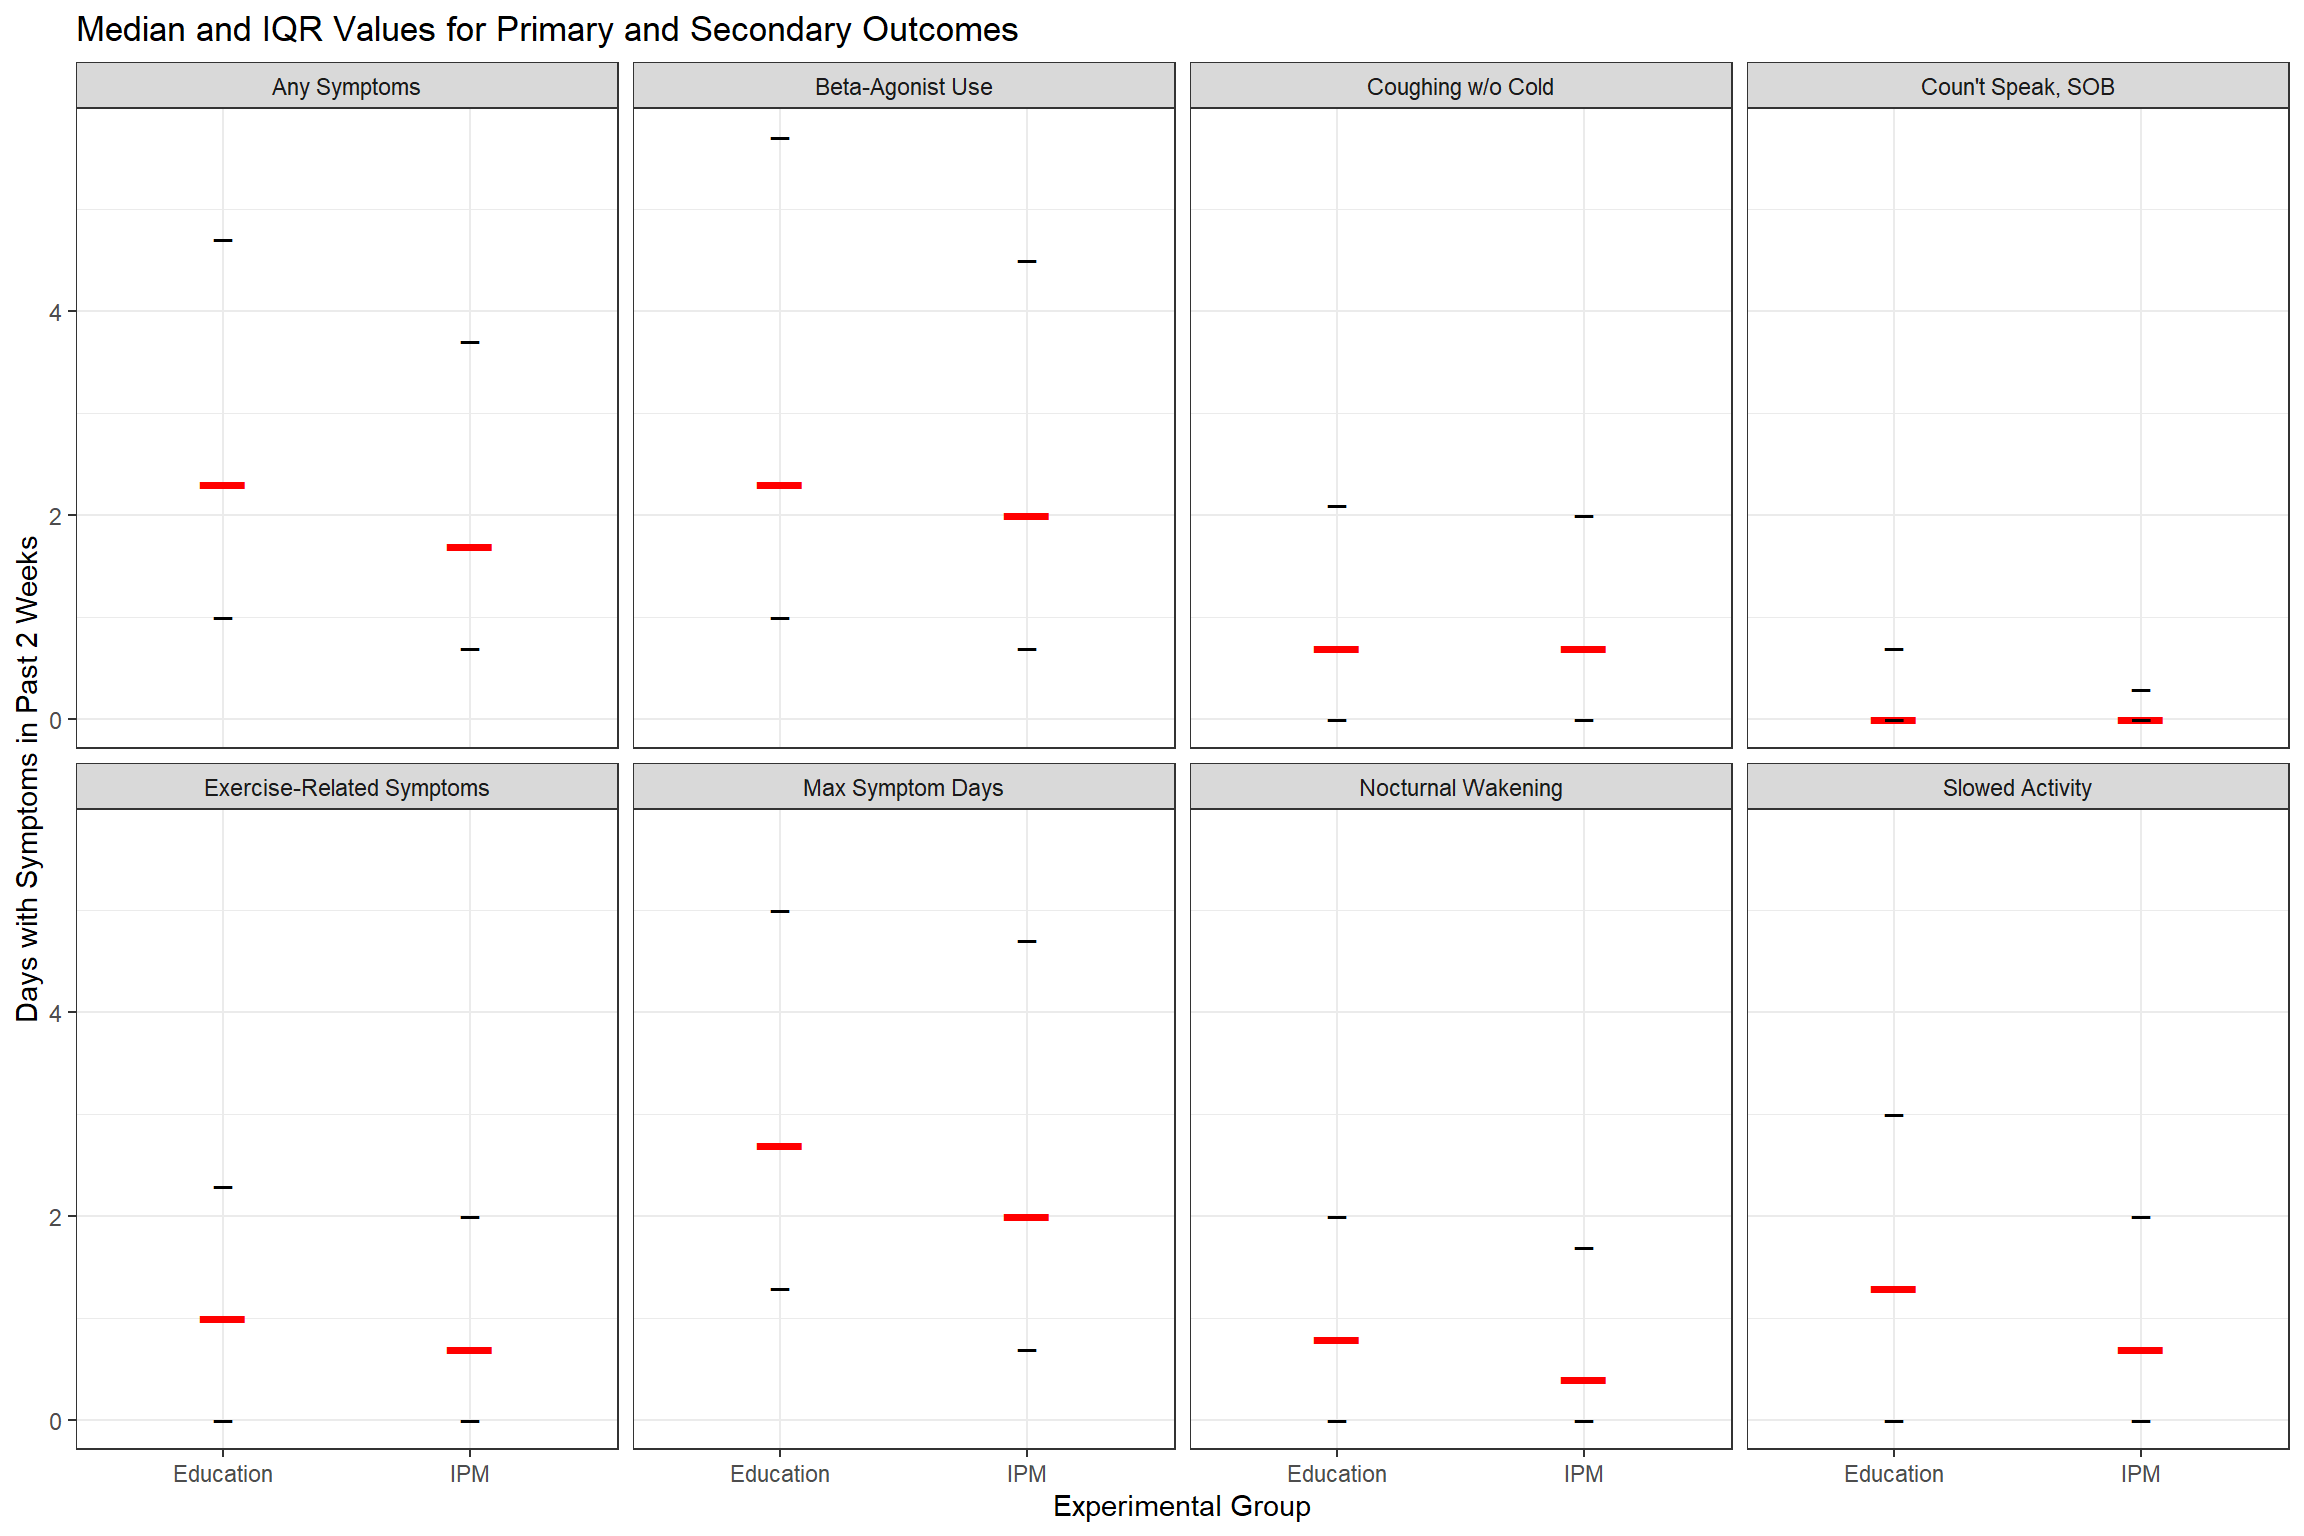 Median and IQR Values for Primary and Secondary Outcomes
Any Symptoms
Beta-Agonist Use
Coughing w/o Cold
Coun't Speak, SOB
4
2
0
Exercise-Related Symptoms
Max Symptom Days
Nocturnal Wakening
Slowed Activity
4
2
0
Days with Symptoms in Past 2 Weeks
Education IPM
Education IPM
Education IPM
Education IPM
Experimental Group